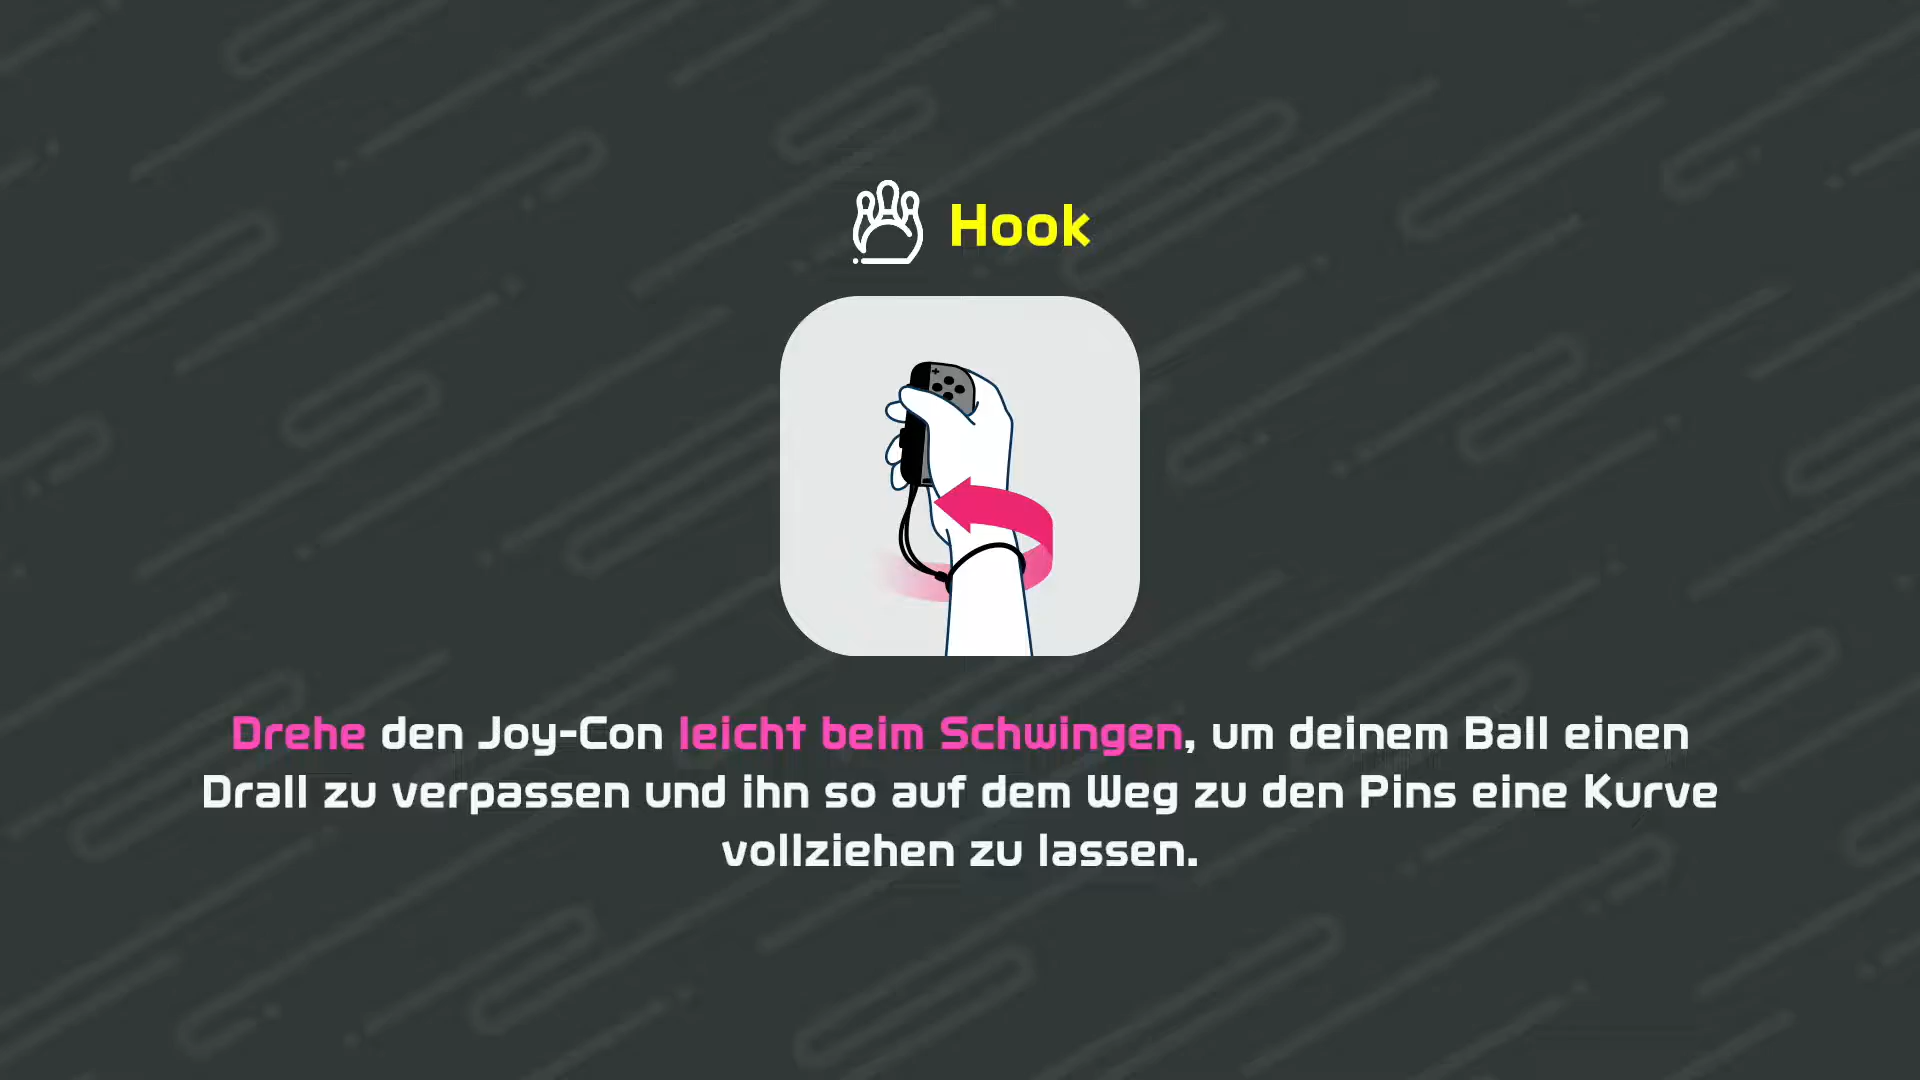 Hook
Drehe den Joy-Con leicht beim Schwingen, um deinem Ball einen
Drall zu verpassen und ihn so auf dem Weg zu den Pins eine Kurve
vollziehen zu lassen.